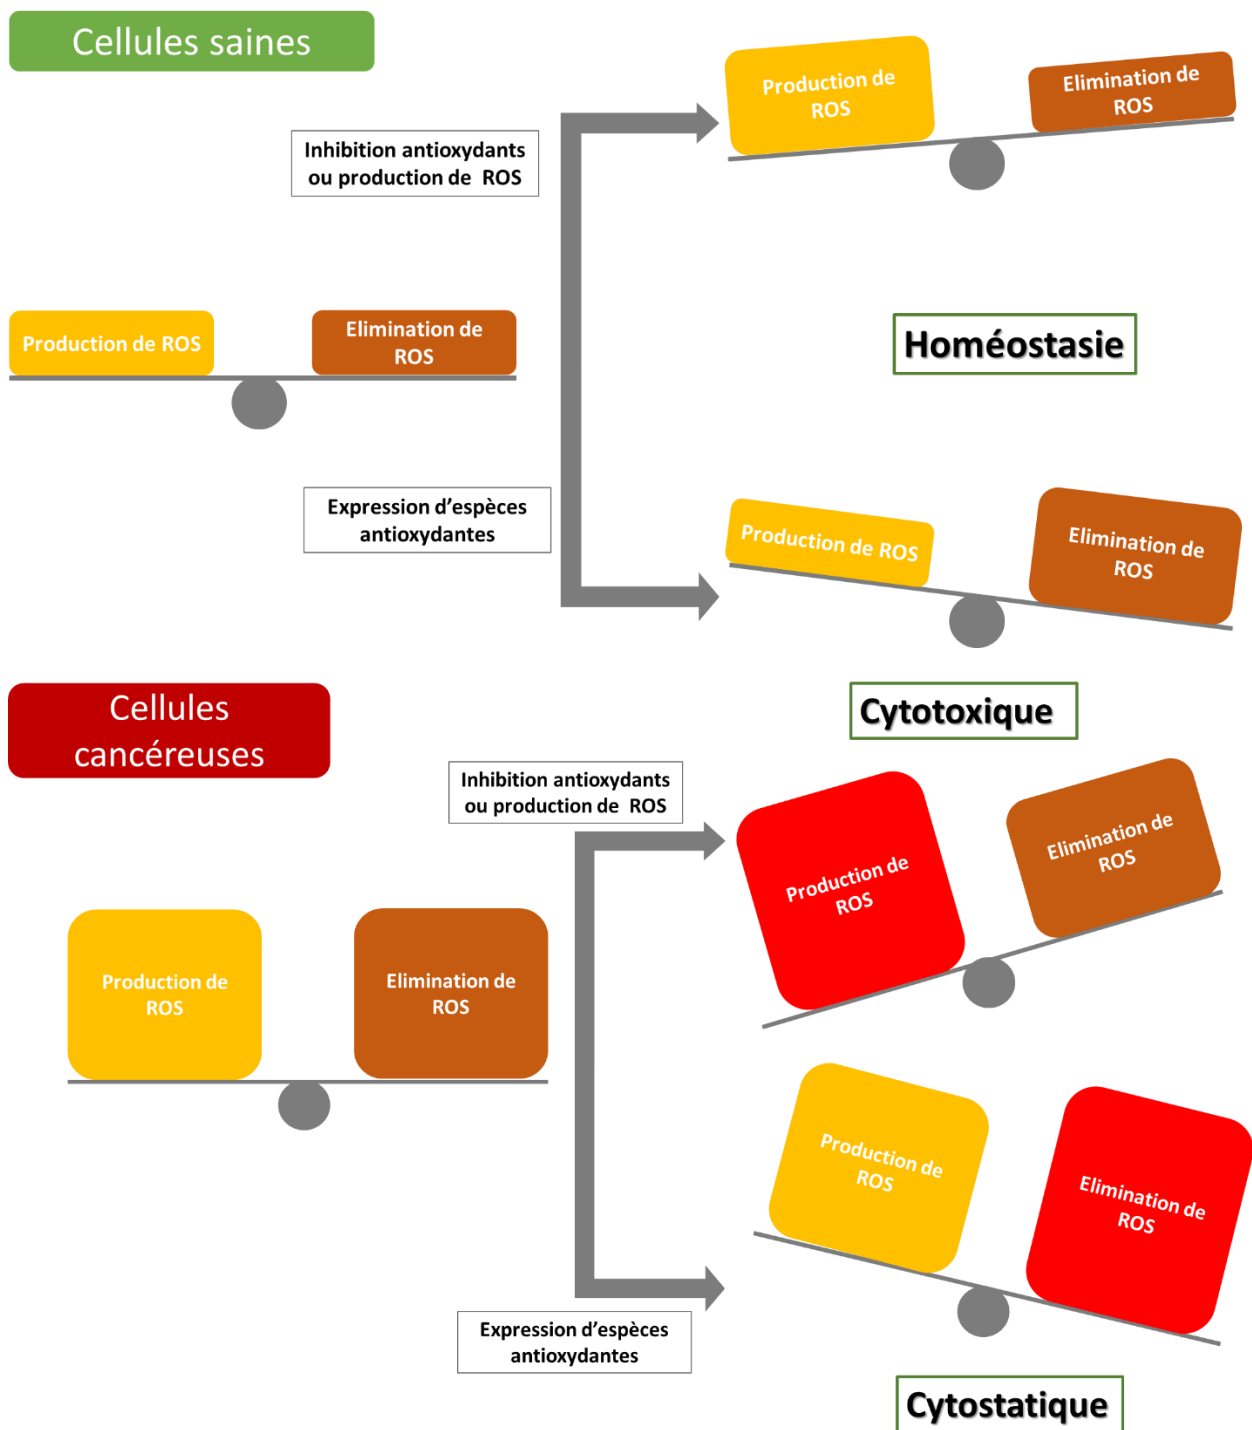 Cellules saines
Production de
ROS
Elimination de
ROS
Inhibition antioxydants
ou production de  ROS
Production de ROS
Elimination de
ROS
Homéostasie
Expression d'espèces
antioxydantes
Production de ROS
Elimination de
ROS
Cellules
cancéreuses
Cytotoxique
Inhibition antioxydants
ou production de  ROS
Production de
ROS
Elimination de
ROS
Production de
ROS
Elimination de
ROS
Production de
ROS
Elimination de
ROS
Expression d'espèces
antioxydantes
Cytostatique